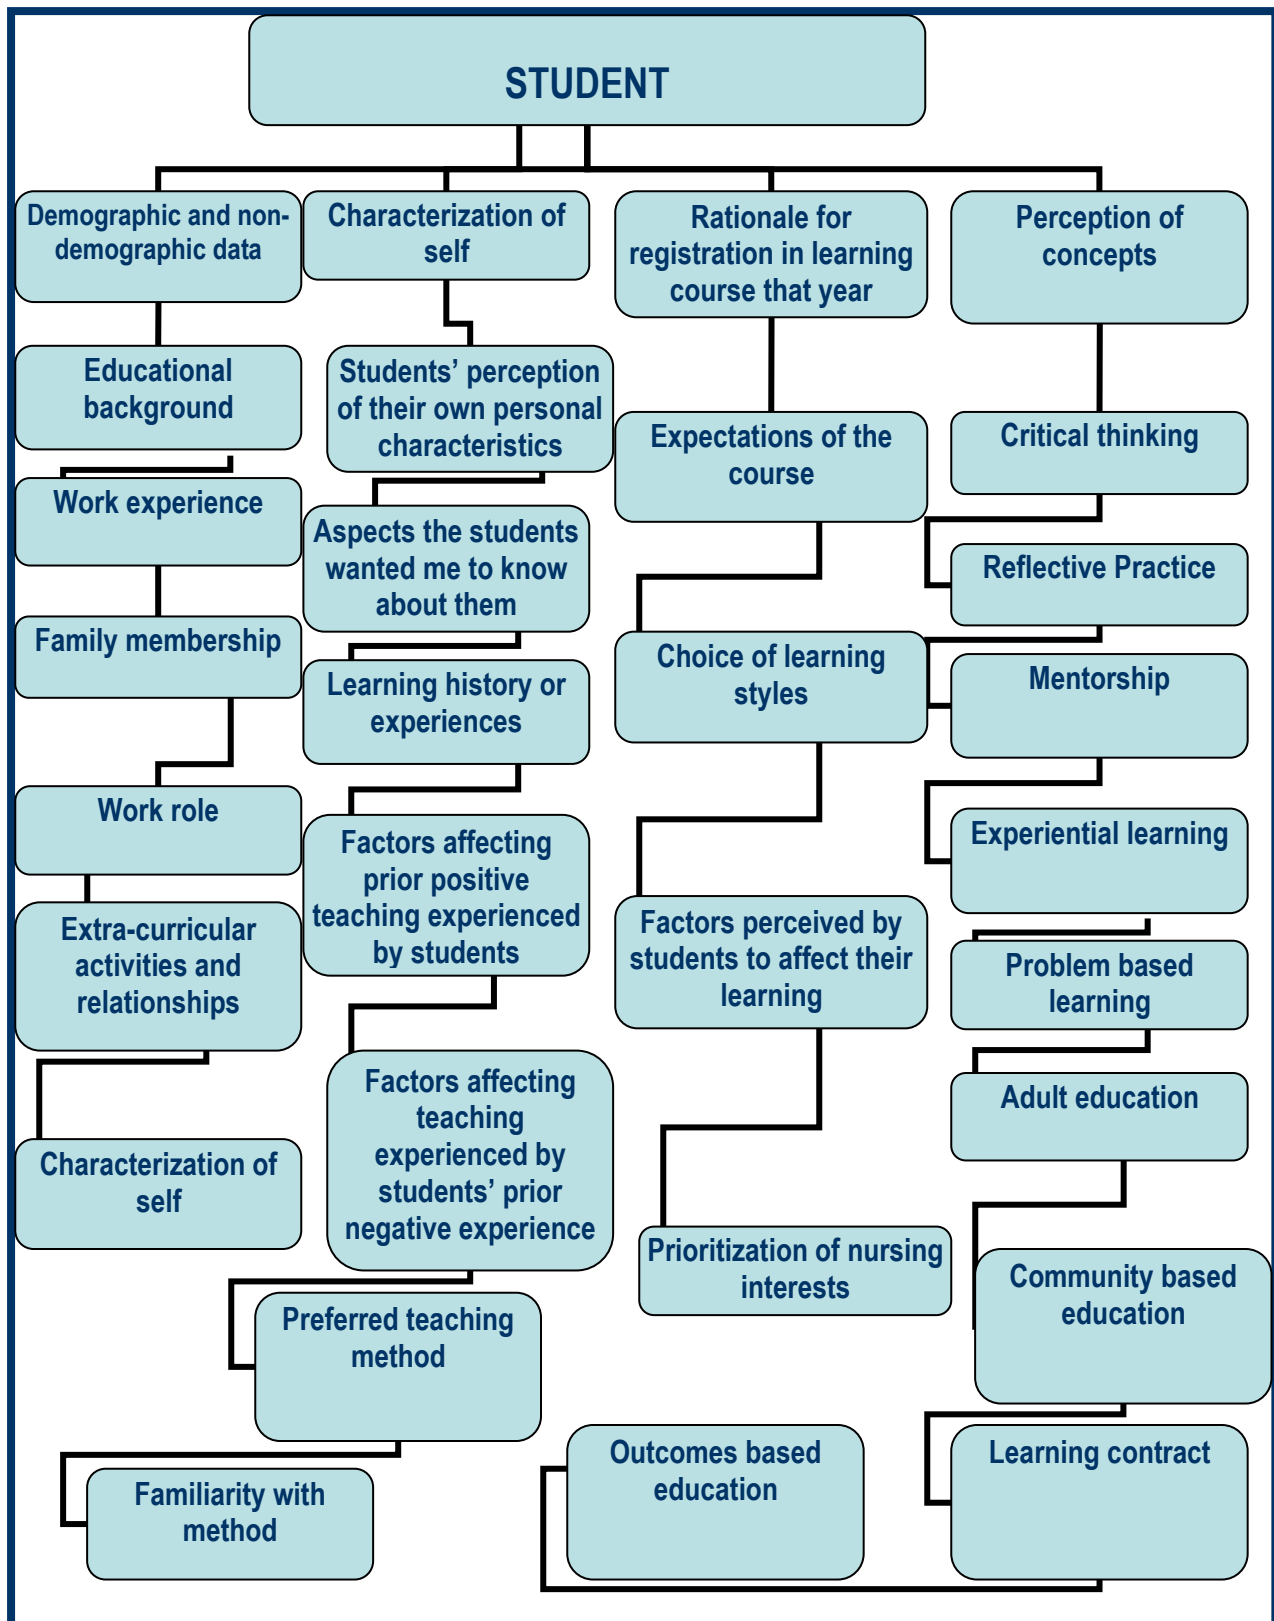 STUDENT
Demographic and non-
demographic data
Educational
background
Work experience
Family membership
Work role
Extra-curricular
activities and
relationships
Characterization of
self
Characterization of
self
Students’ perception
of their own personal
characteristics
Aspects the students
wanted me to know
about them
Learning history or
experiences
Factors affecting
prior positive
teaching experienced
by students
Factors affecting
teaching
experienced by
students’ prior
negative experience
Preferred teaching
method
Familiarity with
method
Rationale for
registration in learning
course that year
Expectations of the
course
Choice of learning
styles
Factors perceived by
students to affect their
learning
Prioritization of nursing
interests
Perception of
concepts
Critical thinking
Reflective Practice
Mentorship
Experiential learning
Problem based
learning
Adult education
Community based
education
Learning contract
Outcomes based
education